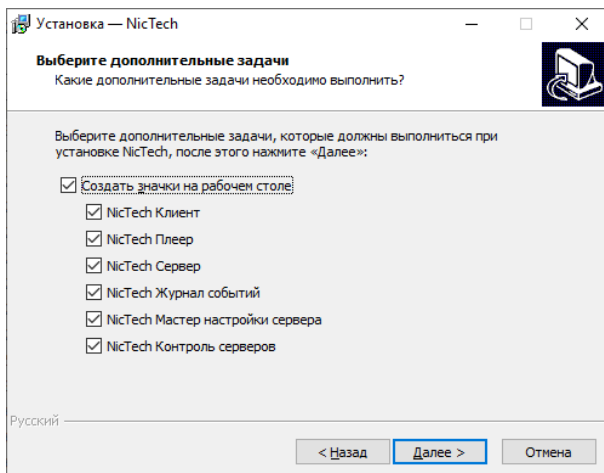 Установка — NicTech
Выберите дополнительные задачи
Какие дополнительные задачи необходимо выполнить?
Выберите дополнительные задачи, которые должны выполниться при
установке NicTech, после этого нажмите «Далее»:
Создать значки на рабочем столе
NicTech Клиент
NicTech Плеер
NicTech Сервер
NicTech Журнал событий
NicTech Мастер настройки сервера
NicTech Контроль серверов
Русский
< Назад
Далее >
Отмена